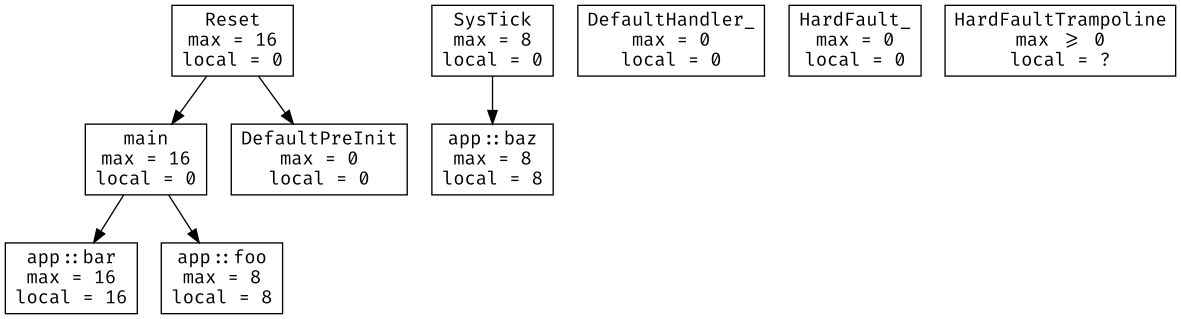 Reset
max = 16
local = 0
SysTick
max = 8
local = 0
DefaultHandler_
max = 0
local = 0
HardFault_
max = 0
local = 0
HardFaultTrampoline
max ⩾ 0
local = ?
main
max = 16
local = 0
DefaultPreInit
max = 0
local = 0
app::baz
max = 8
local = 8
app::bar
max = 16
local = 16
app::foo
max = 8
local = 8